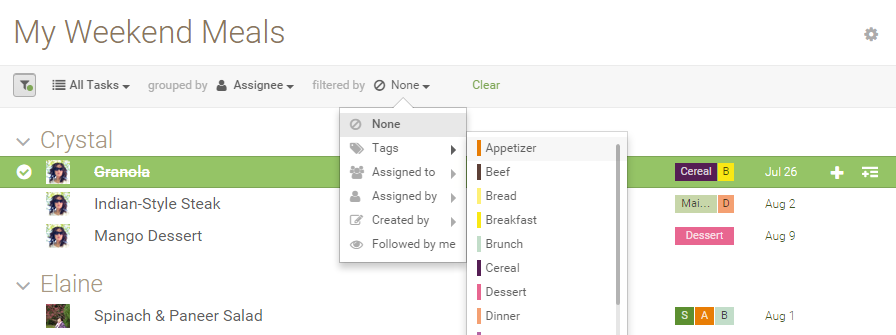 My Weekend Meals
All Tasks grouped by Assignee filtered by None Clear
None
Tags
Assigned to
Assigned by
Created by
Followed by me
Appetizer
Beef
Bread
Breakfast
Brunch
Cereal
Dessert
Dinner
Crystal
Granola Cereal B Jul 26
Indian-Style Steak Mai... D Aug 2
Mango Dessert Dessert Aug 9
Elaine
Spinach & Paneer Salad S A B Aug 1